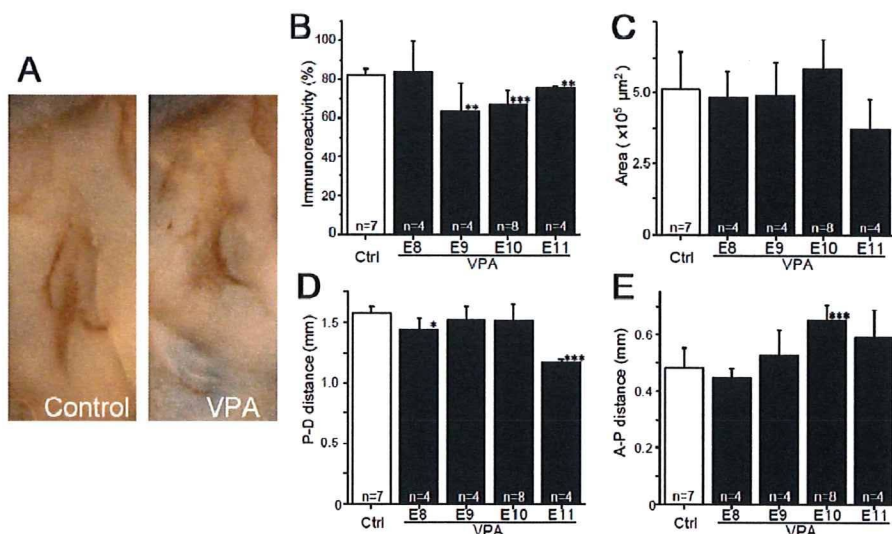 A
Control
VPA
B
Immunoreactivity (%)
100
80
60
40
20
0
**
***
**
n=7
n=4
n=4
n=8
n=4
Ctrl
E8
E9
E10
E11
VPA
C
Area ( x10⁵ µm²)
7.5
5.0
2.5
0
n=7
n=4
n=4
n=8
n=4
Ctrl
E8
E9
E10
E11
VPA
D
P-D distance (mm)
1.5
1.0
0.5
0
*
***
n=7
n=4
n=4
n=8
n=4
Ctrl
E8
E9
E10
E11
VPA
E
A-P distance (mm)
0.6
0.4
0.2
0
***
n=7
n=4
n=4
n=8
n=4
Ctrl
E8
E9
E10
E11
VPA